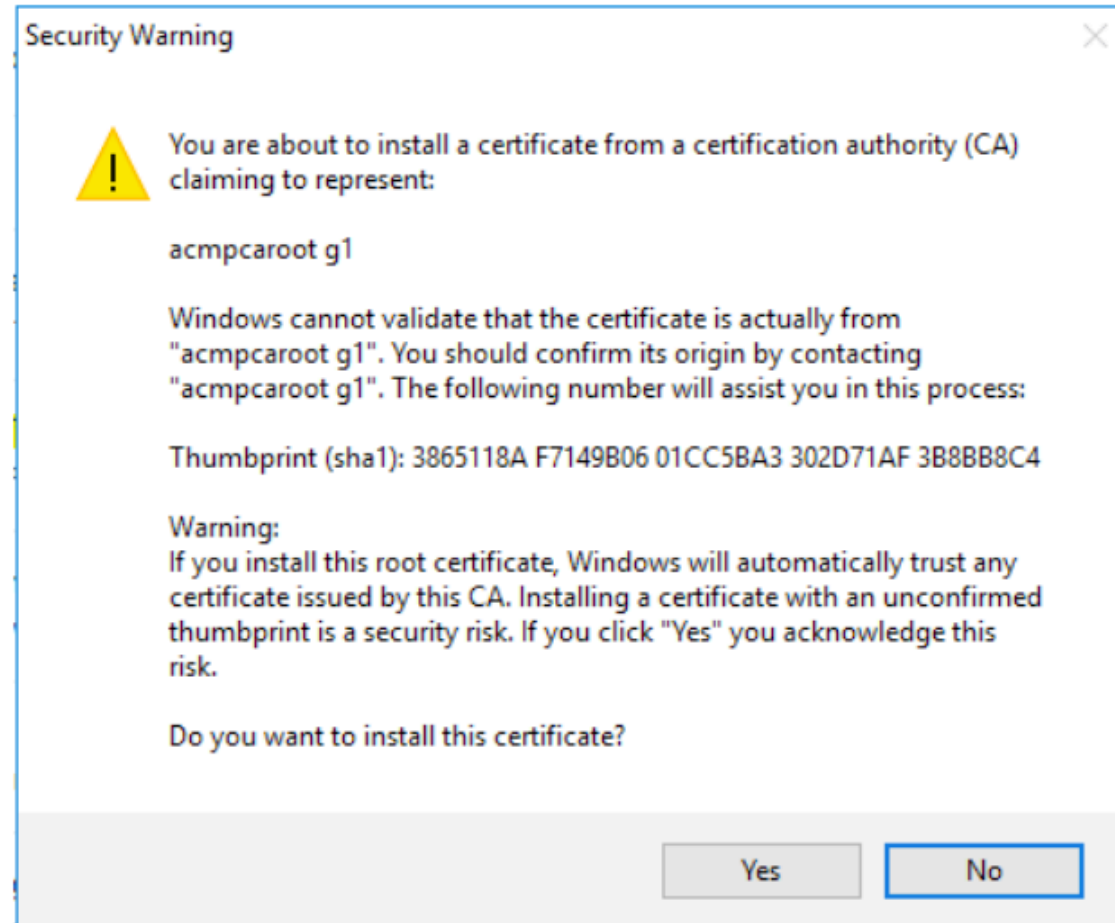 Security Warning
You are about to install a certificate from a certification authority (CA)
claiming to represent:
acmpcaroot g1
Windows cannot validate that the certificate is actually from
"acmpcaroot g1". You should confirm its origin by contacting
"acmpcaroot g1". The following number will assist you in this process:
Thumbprint (sha1): 3865118A F7149B06 01CC5BA3 302D71AF 3B8BB8C4
Warning:
If you install this root certificate, Windows will automatically trust any
certificate issued by this CA. Installing a certificate with an unconfirmed
thumbprint is a security risk. If you click "Yes" you acknowledge this
risk.
Do you want to install this certificate?
Yes No